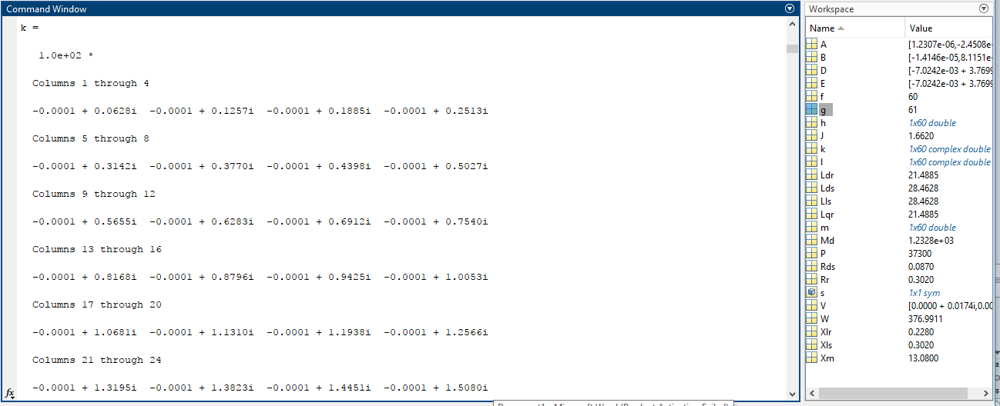 Command Window
k =
1.0e+02 *
Columns 1 through 4
-0.0001 + 0.0628i -0.0001 + 0.1257i -0.0001 + 0.1885i -0.0001 + 0.2513i
Columns 5 through 8
-0.0001 + 0.3142i -0.0001 + 0.3770i -0.0001 + 0.4398i -0.0001 + 0.5027i
Columns 9 through 12
-0.0001 + 0.5655i -0.0001 + 0.6283i -0.0001 + 0.6912i -0.0001 + 0.7540i
Columns 13 through 16
-0.0001 + 0.8168i -0.0001 + 0.8796i -0.0001 + 0.9425i -0.0001 + 1.0053i
Columns 17 through 20
-0.0001 + 1.0681i -0.0001 + 1.1310i -0.0001 + 1.1938i -0.0001 + 1.2566i
Columns 21 through 24
-0.0001 + 1.3195i -0.0001 + 1.3823i -0.0001 + 1.4451i -0.0001 + 1.5080i
fx
Workspace
Name Value
A [1.2307e-06,-2.4508e-
B [-1.4146e-05,8.1151e-
D [-7.0242e-03 + 3.7699
E [-7.0242e-03 + 3.7699
f 60
g 61
h 1x60 double
J 1.6620
k 1x60 complex double
l 1x60 complex double
Ldr 21.4885
Lds 28.4628
Lls 28.4628
Lqr 21.4885
m 1x60 double
Md 1.2328e+03
P 37300
Rds 0.0870
Rr 0.3020
s 1x1 sym
V [0.0000 + 0.0174i,0.00
W 376.9911
Xlr 0.2280
Xls 0.3020
Xm 13.0800